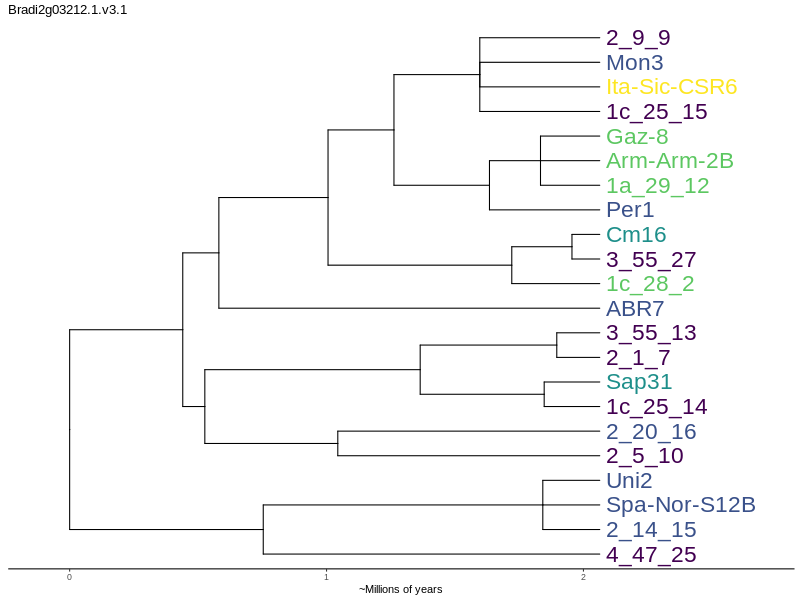 Bradi2g03212.1.v3.1
2_9_9
Mon3
Ita-Sic-CSR6
1c_25_15
Gaz-8
Arm-Arm-2B
1a_29_12
Per1
Cm16
3_55_27
1c_28_2
ABR7
3_55_13
2_1_7
Sap31
1c_25_14
2_20_16
2_5_10
Uni2
Spa-Nor-S12B
2_14_15
4_47_25
0 1 2
~Millions of years